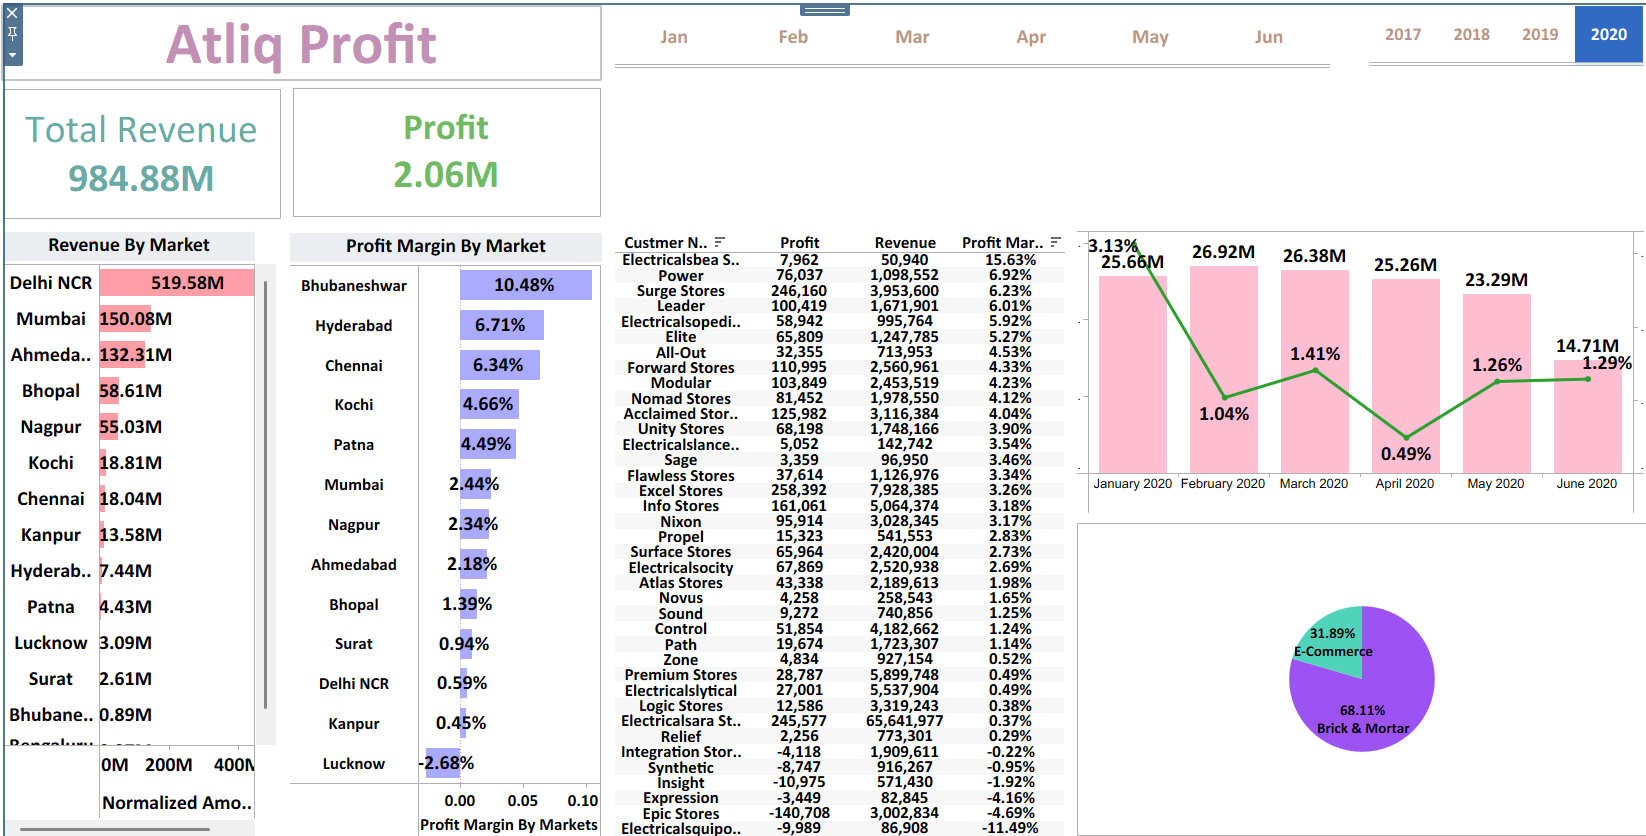 Atliq Profit
Jan Feb Mar Apr May Jun
2017 2018 2019 2020
Total Revenue
984.88M
Profit
2.06M
Revenue By Market
Delhi NCR 519.58M
Mumbai 150.08M
Ahmeda.. 132.31M
Bhopal 58.61M
Nagpur 55.03M
Kochi 18.81M
Chennai 18.04M
Kanpur 13.58M
Hyderab.. 7.44M
Patna 4.43M
Lucknow 3.09M
Surat 2.61M
Bhubane.. 0.89M
Bengaluru
0M 200M 400M
Normalized Amo..
Profit Margin By Market
Bhubaneshwar 10.48%
Hyderabad 6.71%
Chennai 6.34%
Kochi 4.66%
Patna 4.49%
Mumbai 2.44%
Nagpur 2.34%
Ahmedabad 2.18%
Bhopal 1.39%
Surat 0.94%
Delhi NCR 0.59%
Kanpur 0.45%
Lucknow -2.68%
0.00 0.05 0.10
Profit Margin By Markets
Custmer N.. Profit Revenue Profit Mar..
Electricalsbea S.. 7,962 50,940 15.63%
Power 76,037 1,098,552 6.92%
Surge Stores 246,160 3,953,600 6.23%
Leader 100,419 1,671,901 6.01%
Electricalsopedi.. 58,942 995,764 5.92%
Elite 65,809 1,247,785 5.27%
All-Out 32,355 713,953 4.53%
Forward Stores 110,995 2,560,961 4.33%
Modular 103,849 2,453,519 4.23%
Nomad Stores 81,452 1,978,550 4.12%
Acclaimed Stor.. 125,982 3,116,384 4.04%
Unity Stores 68,198 1,748,166 3.90%
Electricalslance.. 5,052 142,742 3.54%
Sage 3,359 96,950 3.46%
Flawless Stores 37,614 1,126,976 3.34%
Excel Stores 258,392 7,928,385 3.26%
Info Stores 161,061 5,064,374 3.18%
Nixon 95,914 3,028,345 3.17%
Propel 15,323 541,553 2.83%
Surface Stores 65,964 2,420,004 2.73%
Electricalsocity 67,869 2,520,938 2.69%
Atlas Stores 43,338 2,189,613 1.98%
Novus 4,258 258,543 1.65%
Sound 9,272 740,856 1.25%
Control 51,854 4,182,662 1.24%
Path 19,674 1,723,307 1.14%
Zone 4,834 927,154 0.52%
Premium Stores 28,787 5,899,748 0.49%
Electricalslytical 27,001 5,537,904 0.49%
Logic Stores 12,586 3,319,243 0.38%
Electricalsara St.. 245,577 65,641,977 0.37%
Relief 2,256 773,301 0.29%
Integration Stor.. -4,118 1,909,611 -0.22%
Synthetic -8,747 916,267 -0.95%
Insight -10,975 571,430 -1.92%
Expression -3,449 82,845 -4.16%
Epic Stores -140,708 3,002,834 -4.69%
Electricalsquipo.. -9,989 86,908 -11.49%
3.13%
25.66M 26.92M 26.38M 25.26M 23.29M 14.71M
1.04% 1.41% 0.49% 1.26% 1.29%
January 2020 February 2020 March 2020 April 2020 May 2020 June 2020
31.89%
E-Commerce
68.11%
Brick & Mortar